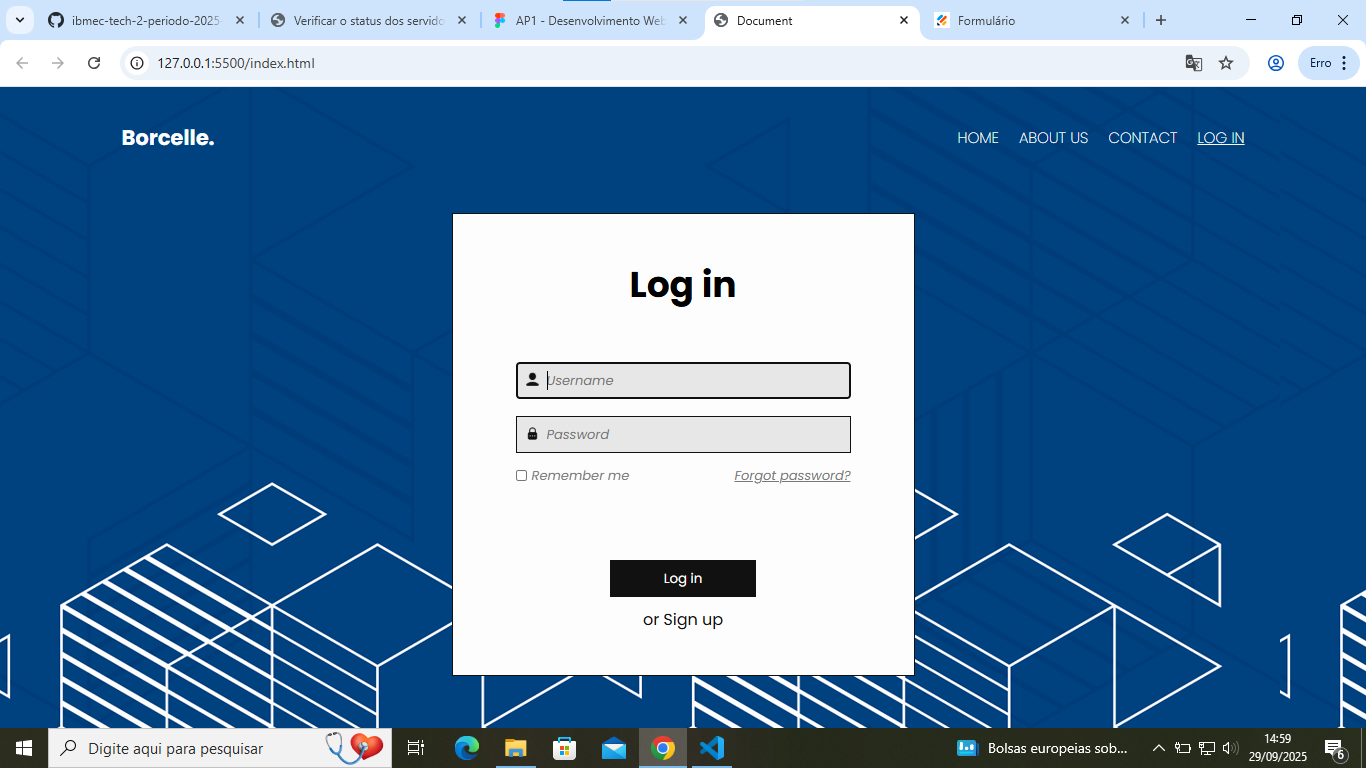 ibmec-tech-2-periodo-2025-
Verificar o status dos servido
AP1 - Desenvolvimento Web
Document
Formulário
127.0.0.1:5500/index.html
Erro
Borcelle.
HOME ABOUT US CONTACT LOG IN
Log in
Username
Password
Remember me Forgot password?
Log in
or Sign up
Digite aqui para pesquisar
Bolsas europeias sob...
14:59
29/09/2025
6